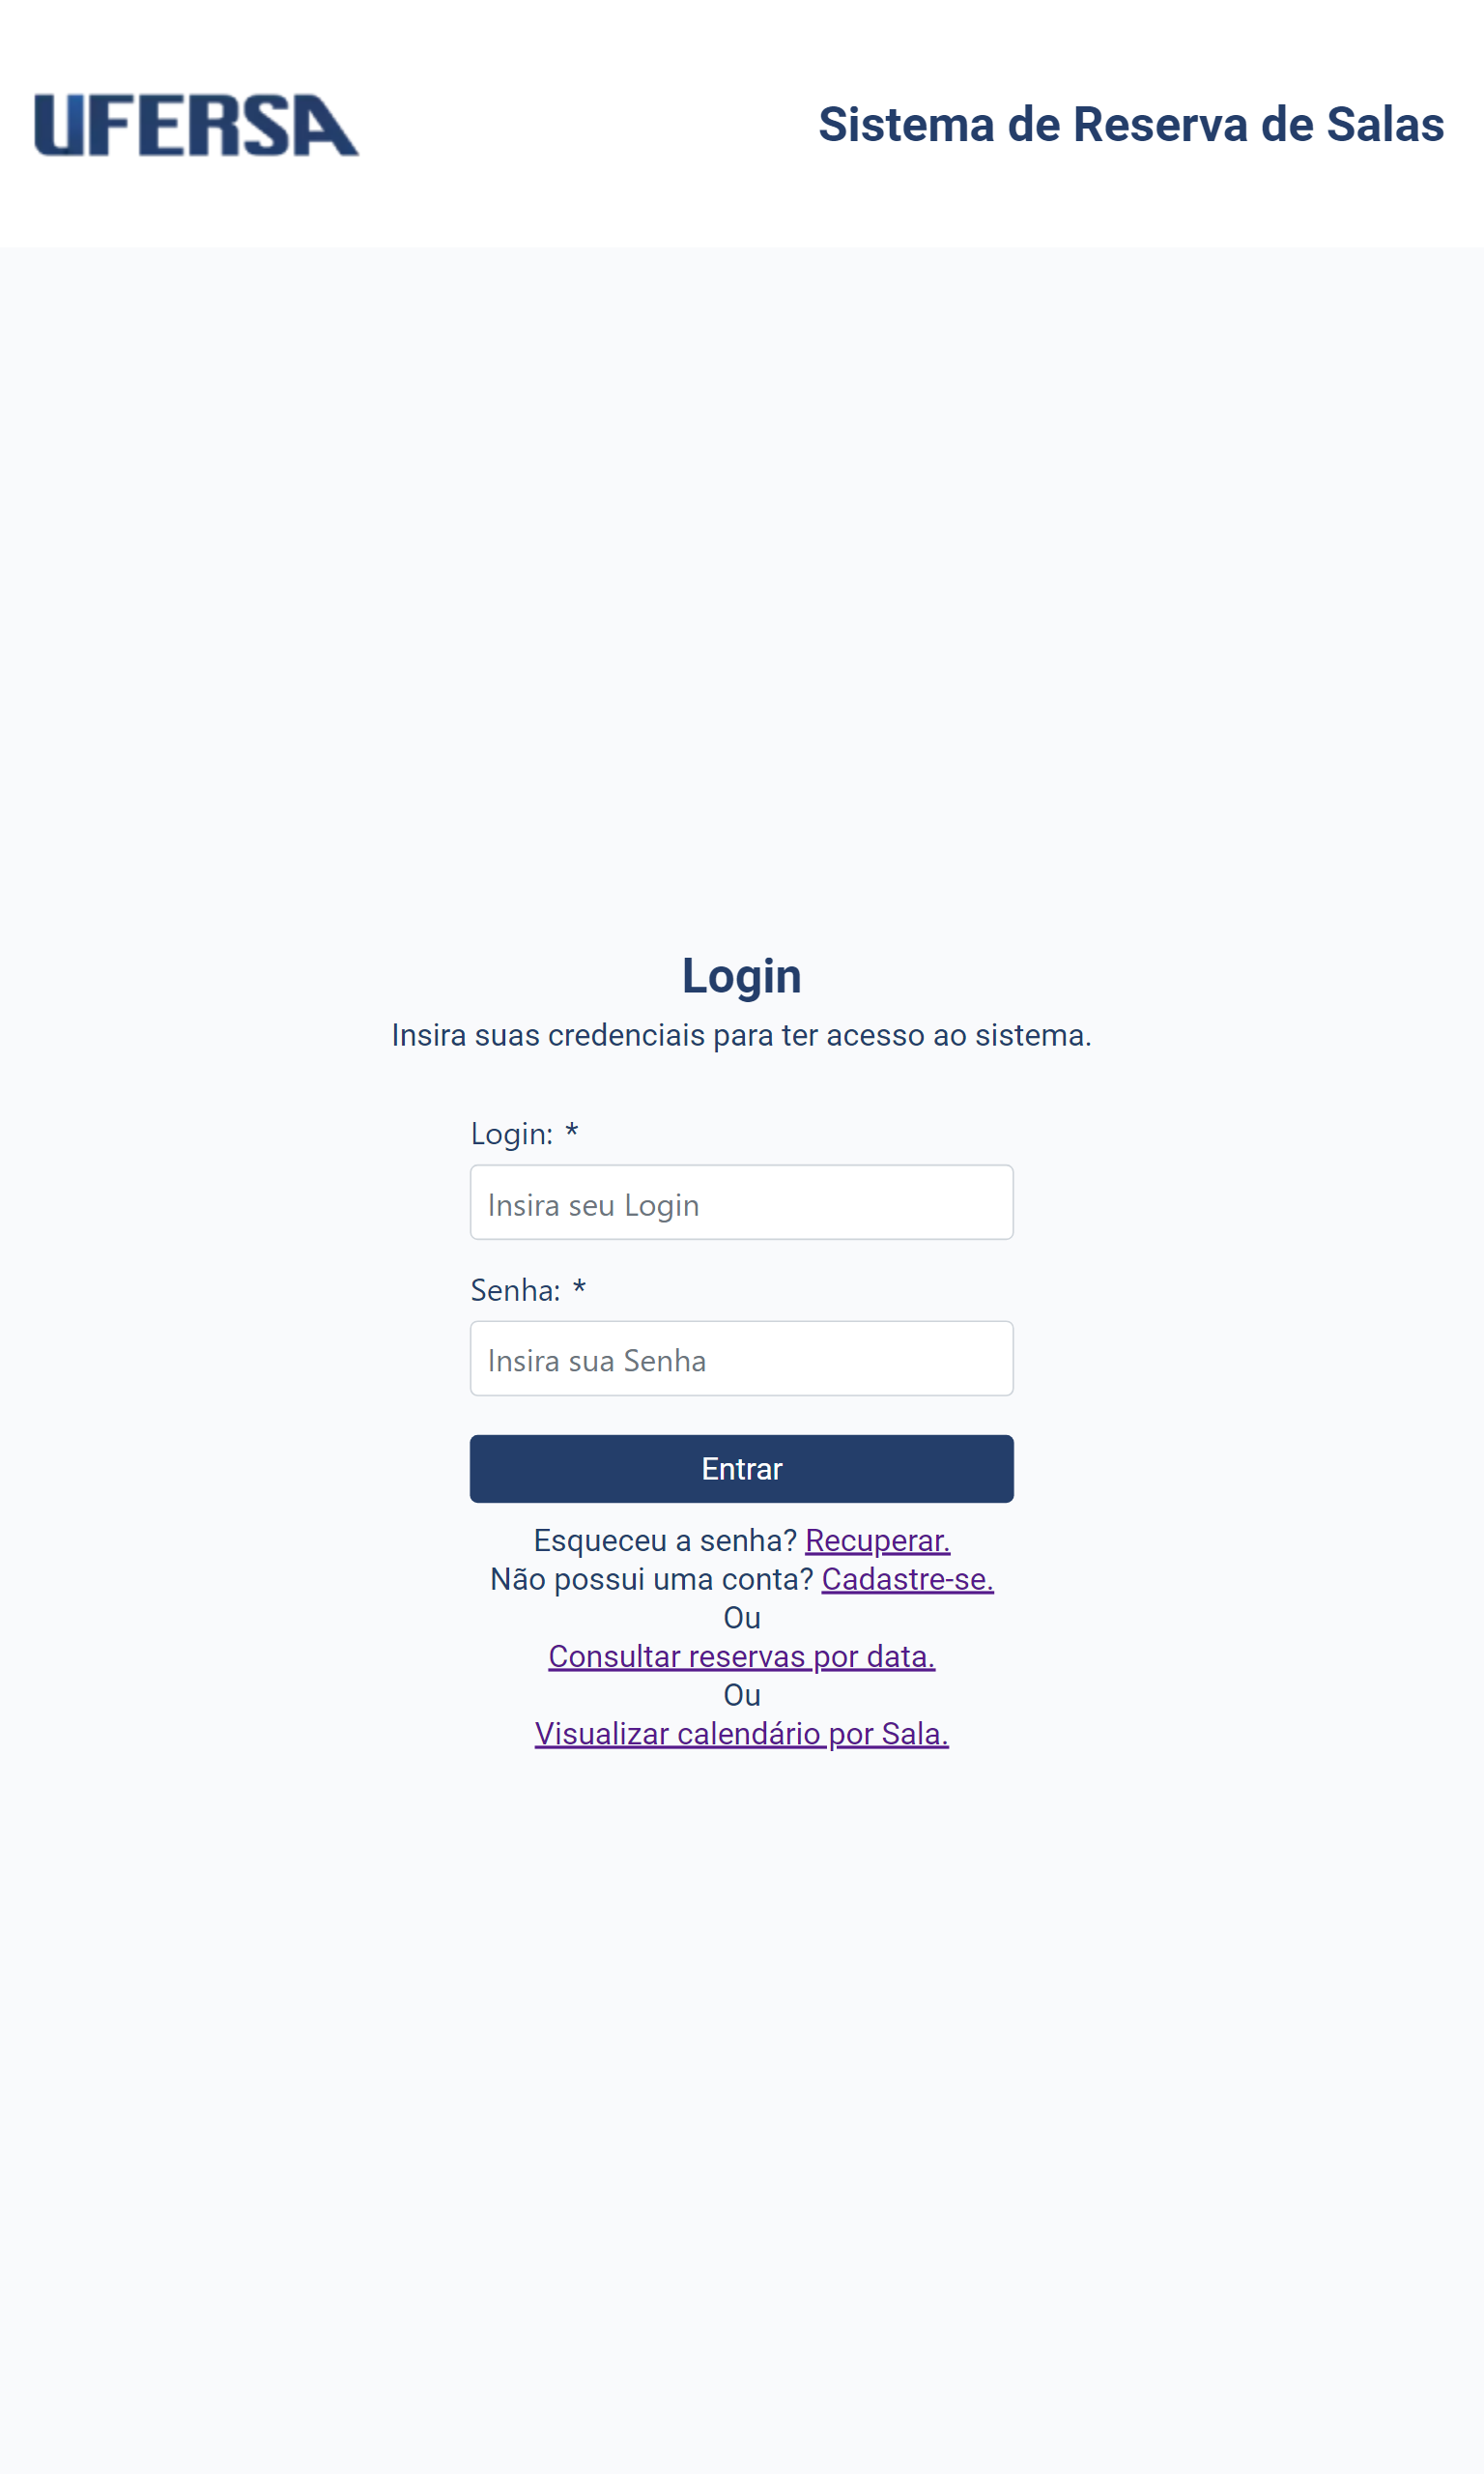 UFERSA
Sistema de Reserva de Salas
Login
Insira suas credenciais para ter acesso ao sistema.
Login: *
Insira seu Login
Senha: *
Insira sua Senha
Entrar
Esqueceu a senha? Recuperar.
Não possui uma conta? Cadastre-se.
Ou
Consultar reservas por data.
Ou
Visualizar calendário por Sala.